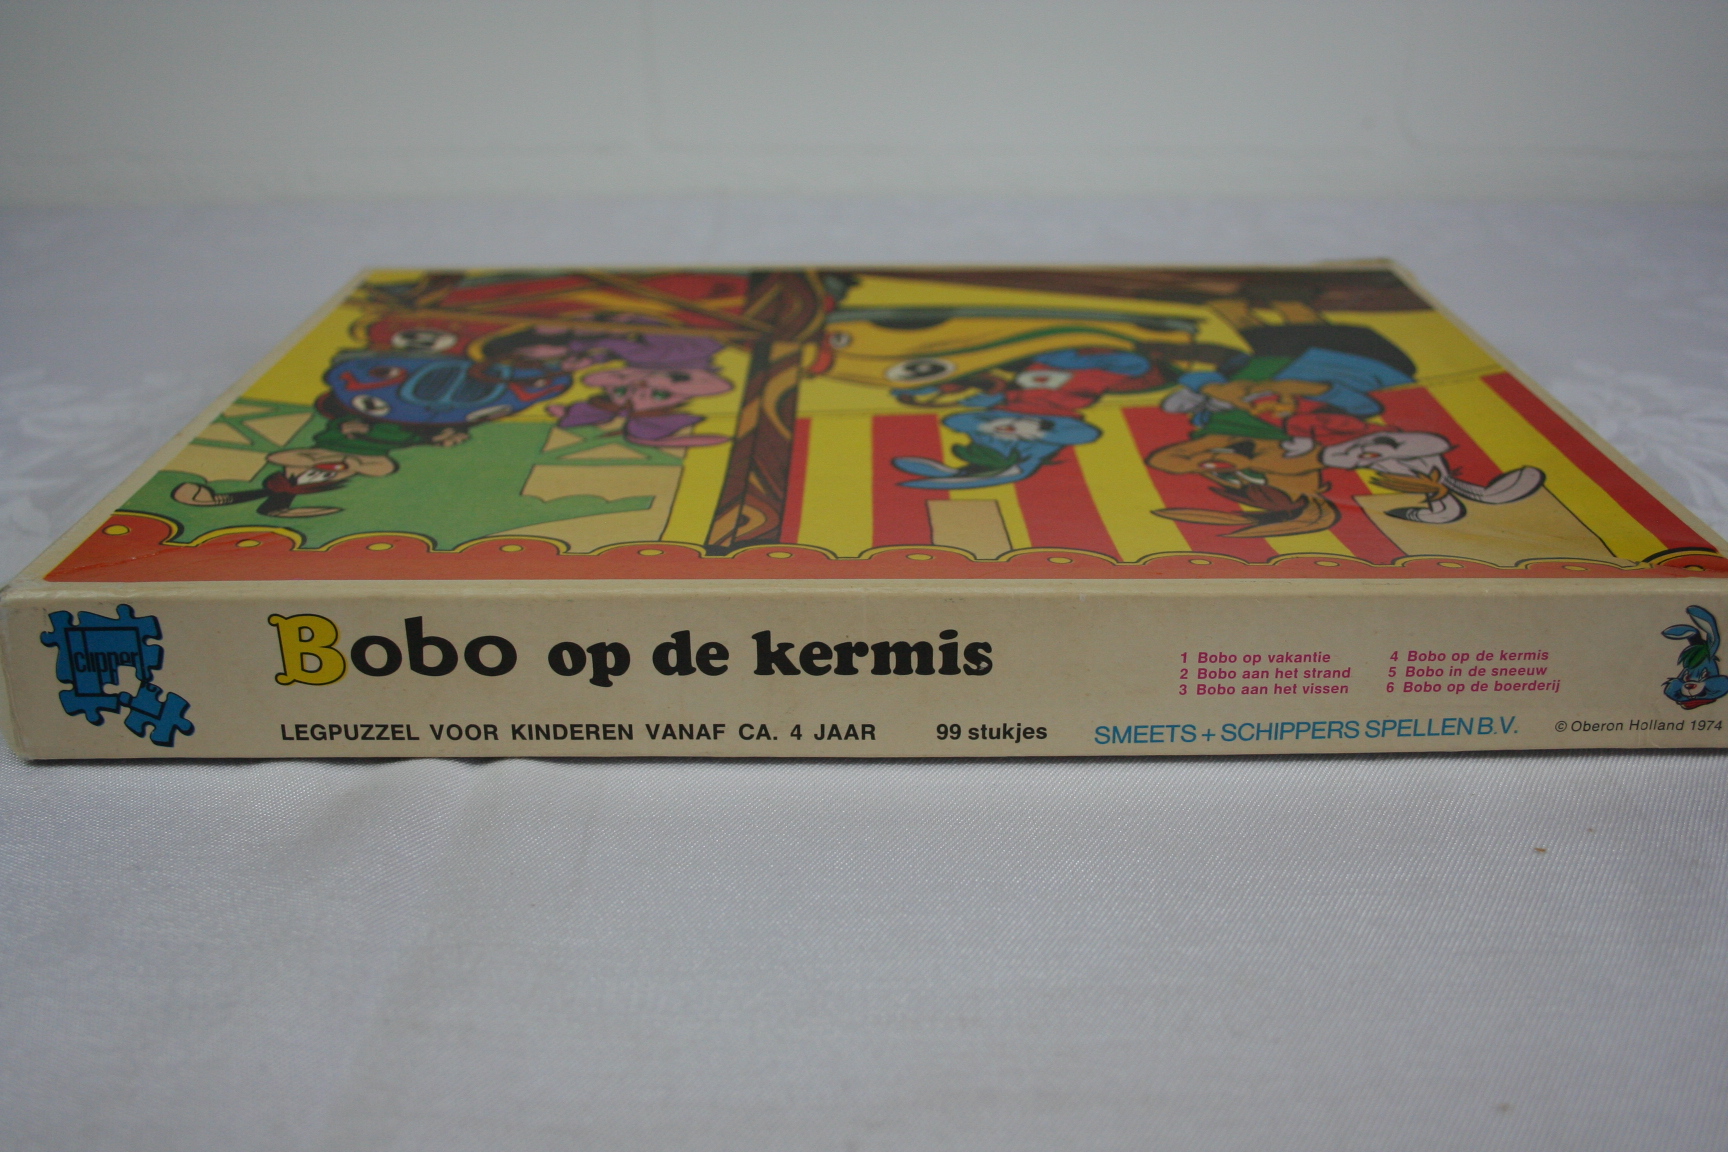 clipper
Bobo op de kermis
LEGPUZZEL VOOR KINDEREN VANAF CA. 4 JAAR
99 stukjes
1 Bobo op vakantie
2 Bobo aan het strand
3 Bobo aan het vissen
4 Bobo op de kermis
5 Bobo in de sneeuw
6 Bobo op de boerderij
SMEETS + SCHIPPERS SPELLEN B.V.
© Oberon Holland 1974